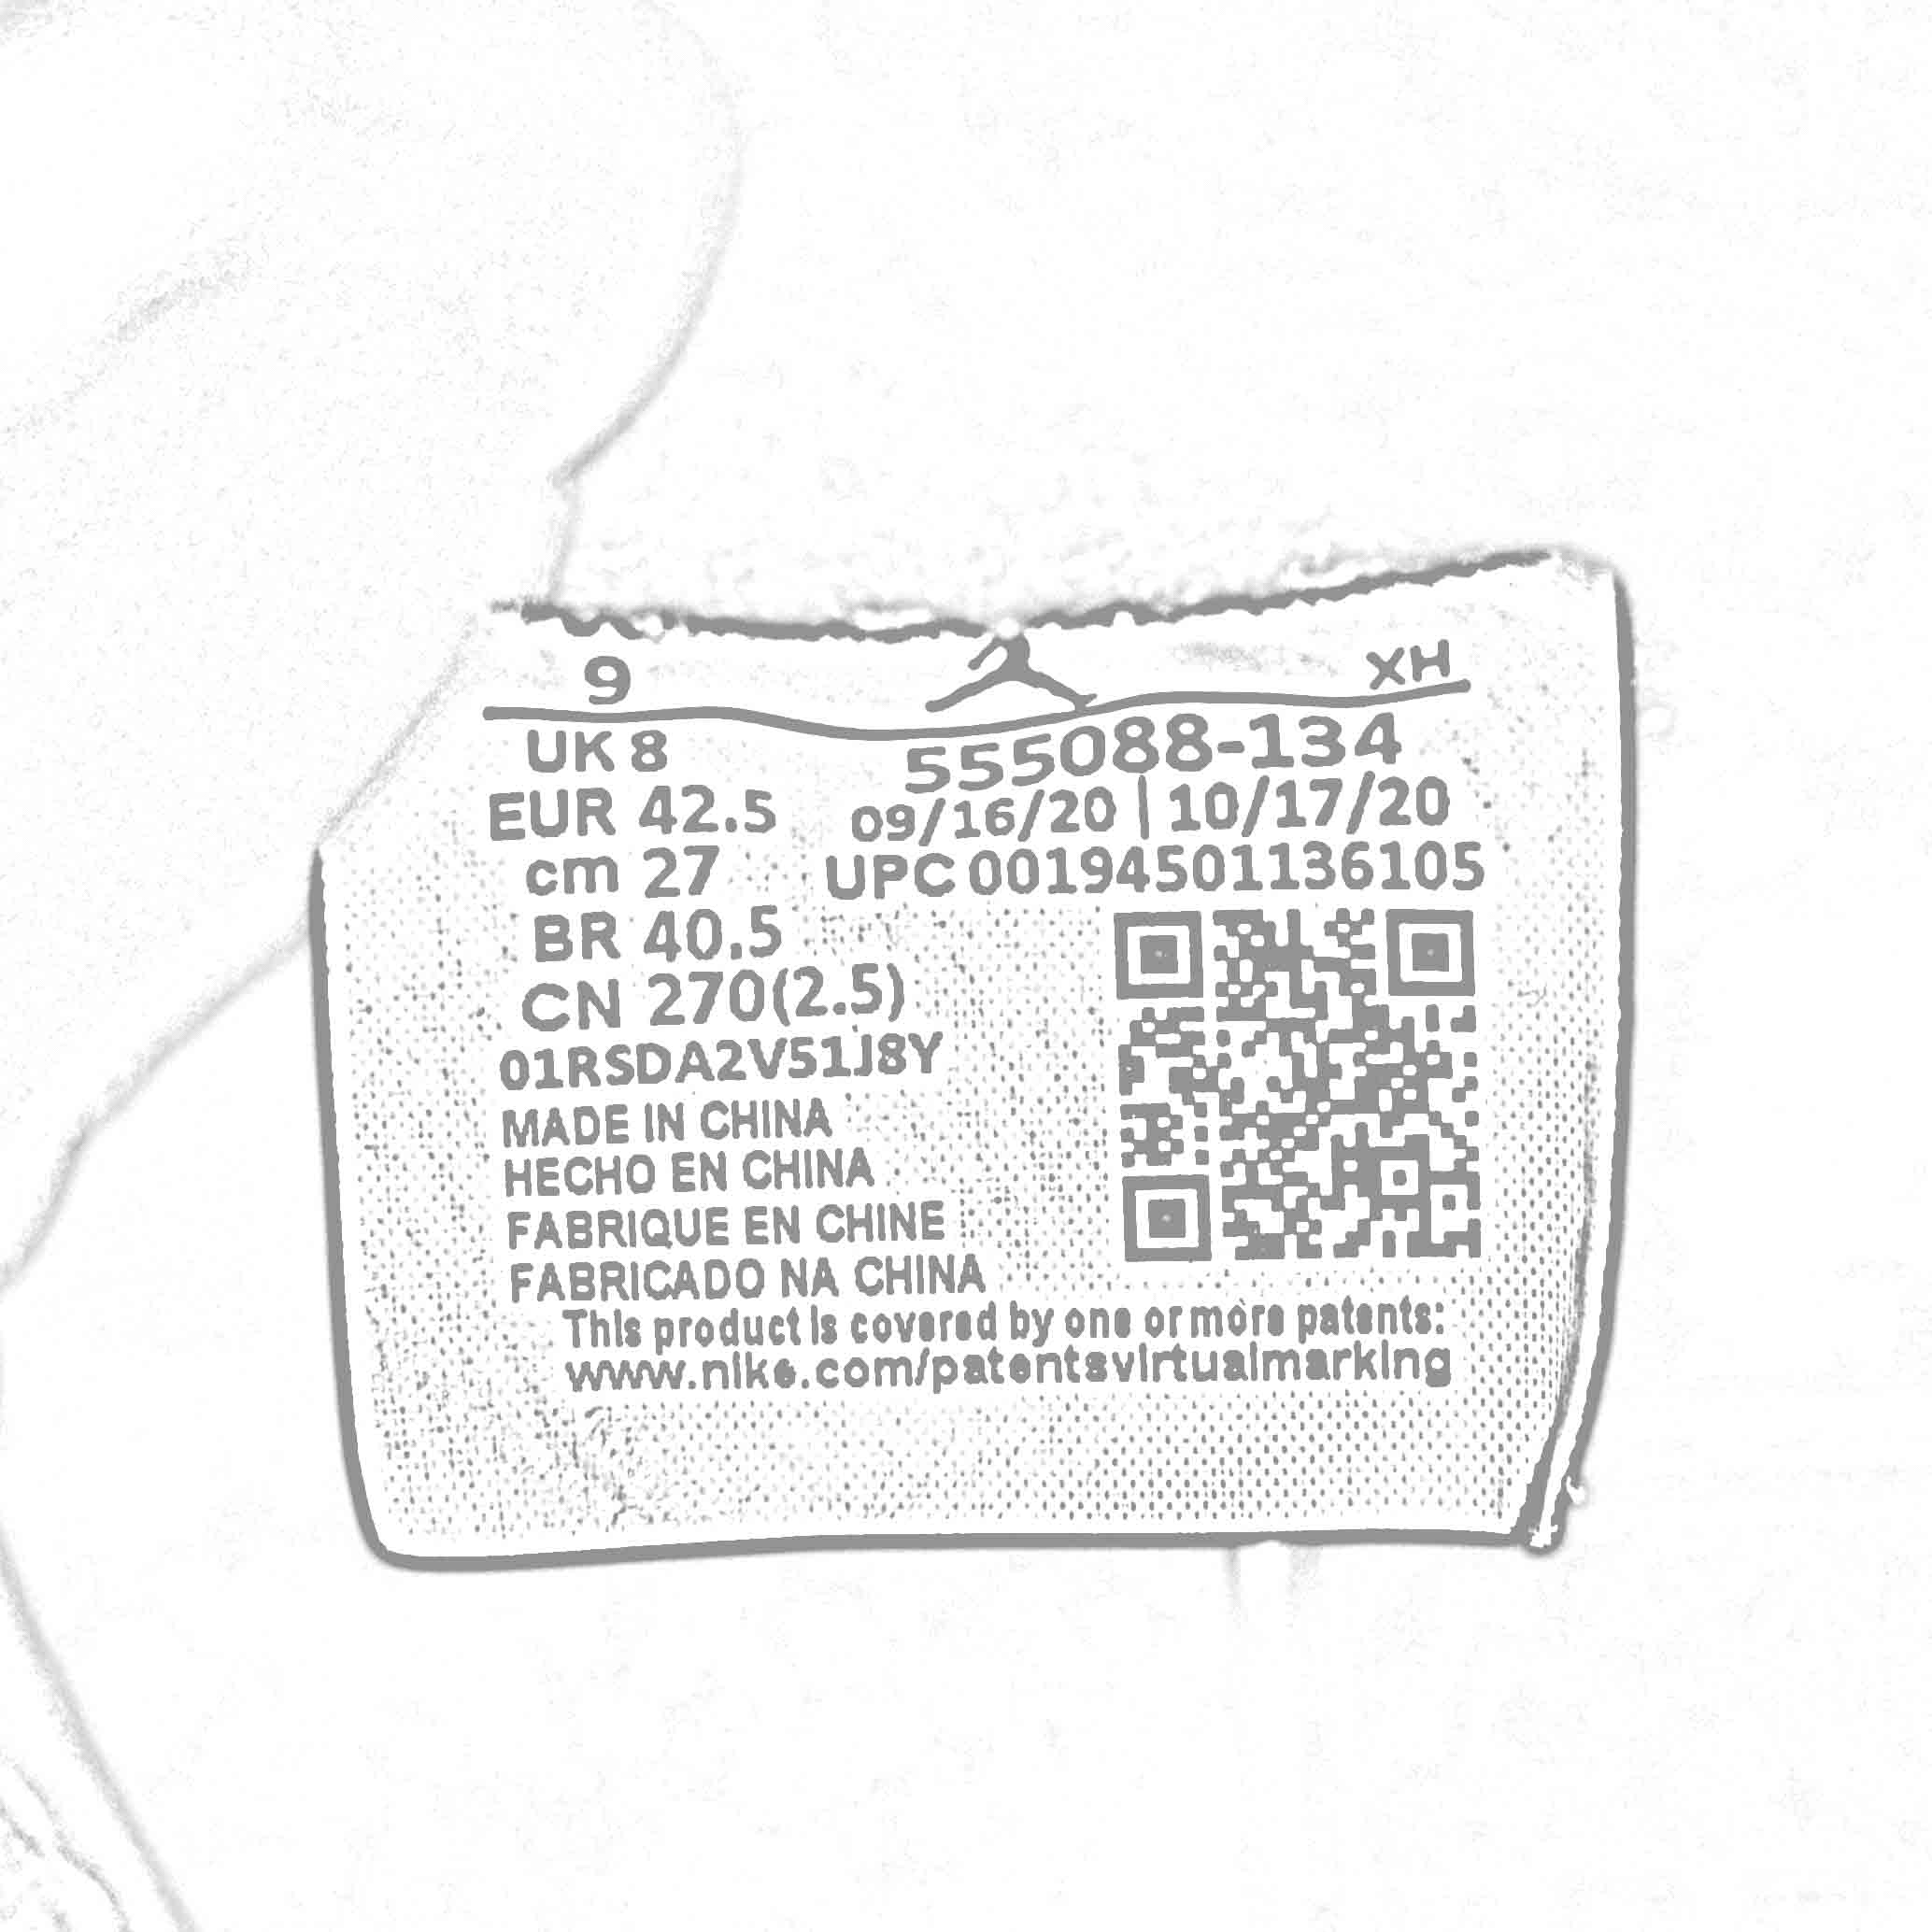 9 XH
UK 8 555088-134
EUR 42.5 09/16/20 | 10/17/20
cm 27 UPC 00194501136105
BR 40.5
CN 270(2.5)
01RSDA2V51J8Y
MADE IN CHINA
HECHO EN CHINA
FABRIQUE EN CHINE
FABRICADO NA CHINA
This product is covered by one or more patents:
www.nike.com/patentsvirtualmarking